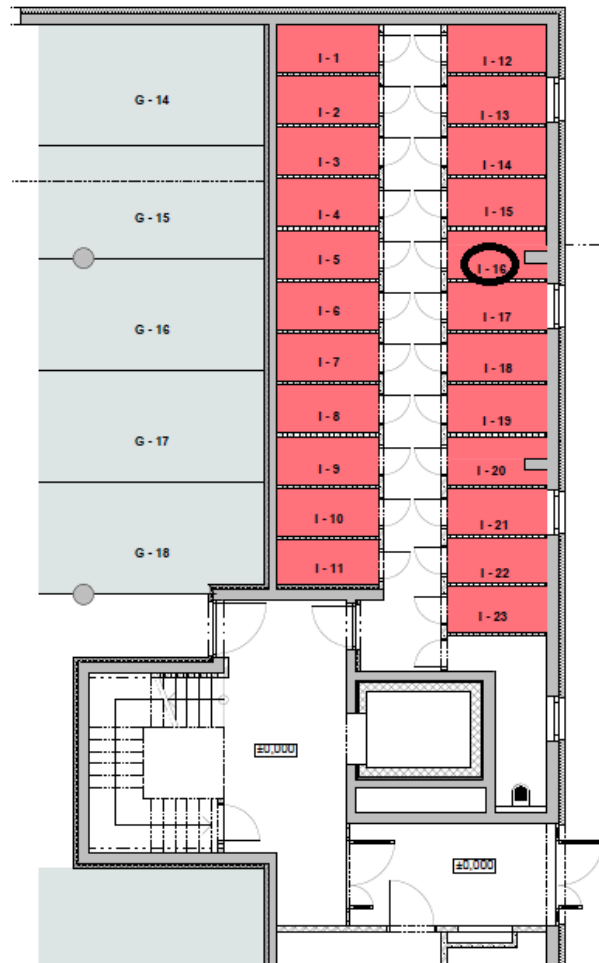 I - 1
I - 12
G - 14
I - 2
I - 13
I - 3
I - 14
G - 15
I - 4
I - 15
I - 5
I - 16
I - 6
I - 17
G - 16
I - 7
I - 18
I - 8
I - 19
G - 17
I - 9
I - 20
I - 10
I - 21
G - 18
I - 11
I - 22
I - 23
±0,000
±0,000